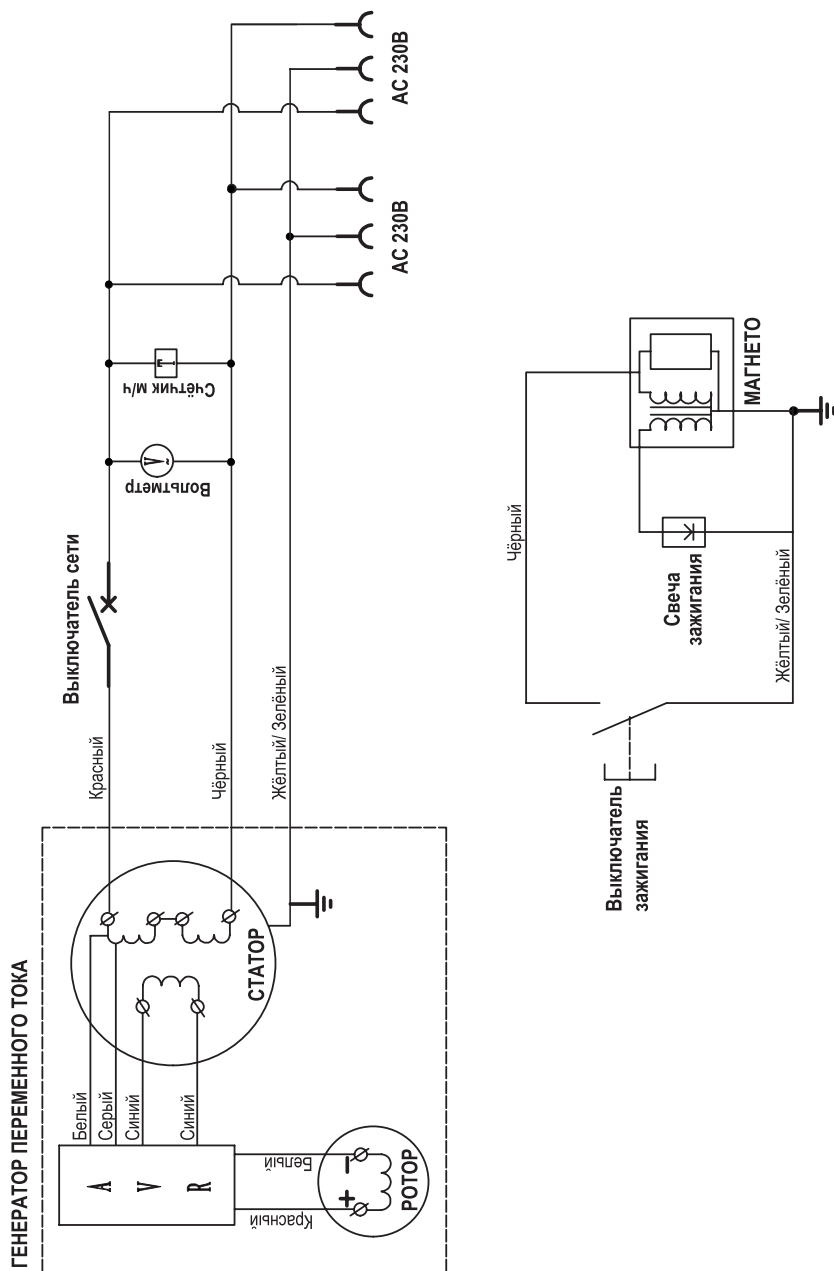 ГЕНЕРАТОР ПЕРЕМЕННОГО ТОКА
A V R
Белый
Серый
Синий
Синий
Красный
Белый
+
−
РОТОР
СТАТОР
Красный
Чёрный
Жёлтый/ Зелёный
Выключатель сети
V
~
Вольтметр
Счётчик м/ч
AC 230В
AC 230В
Выключатель
зажигания
Чёрный
Свеча
зажигания
Жёлтый/ Зелёный
МАГНЕТО